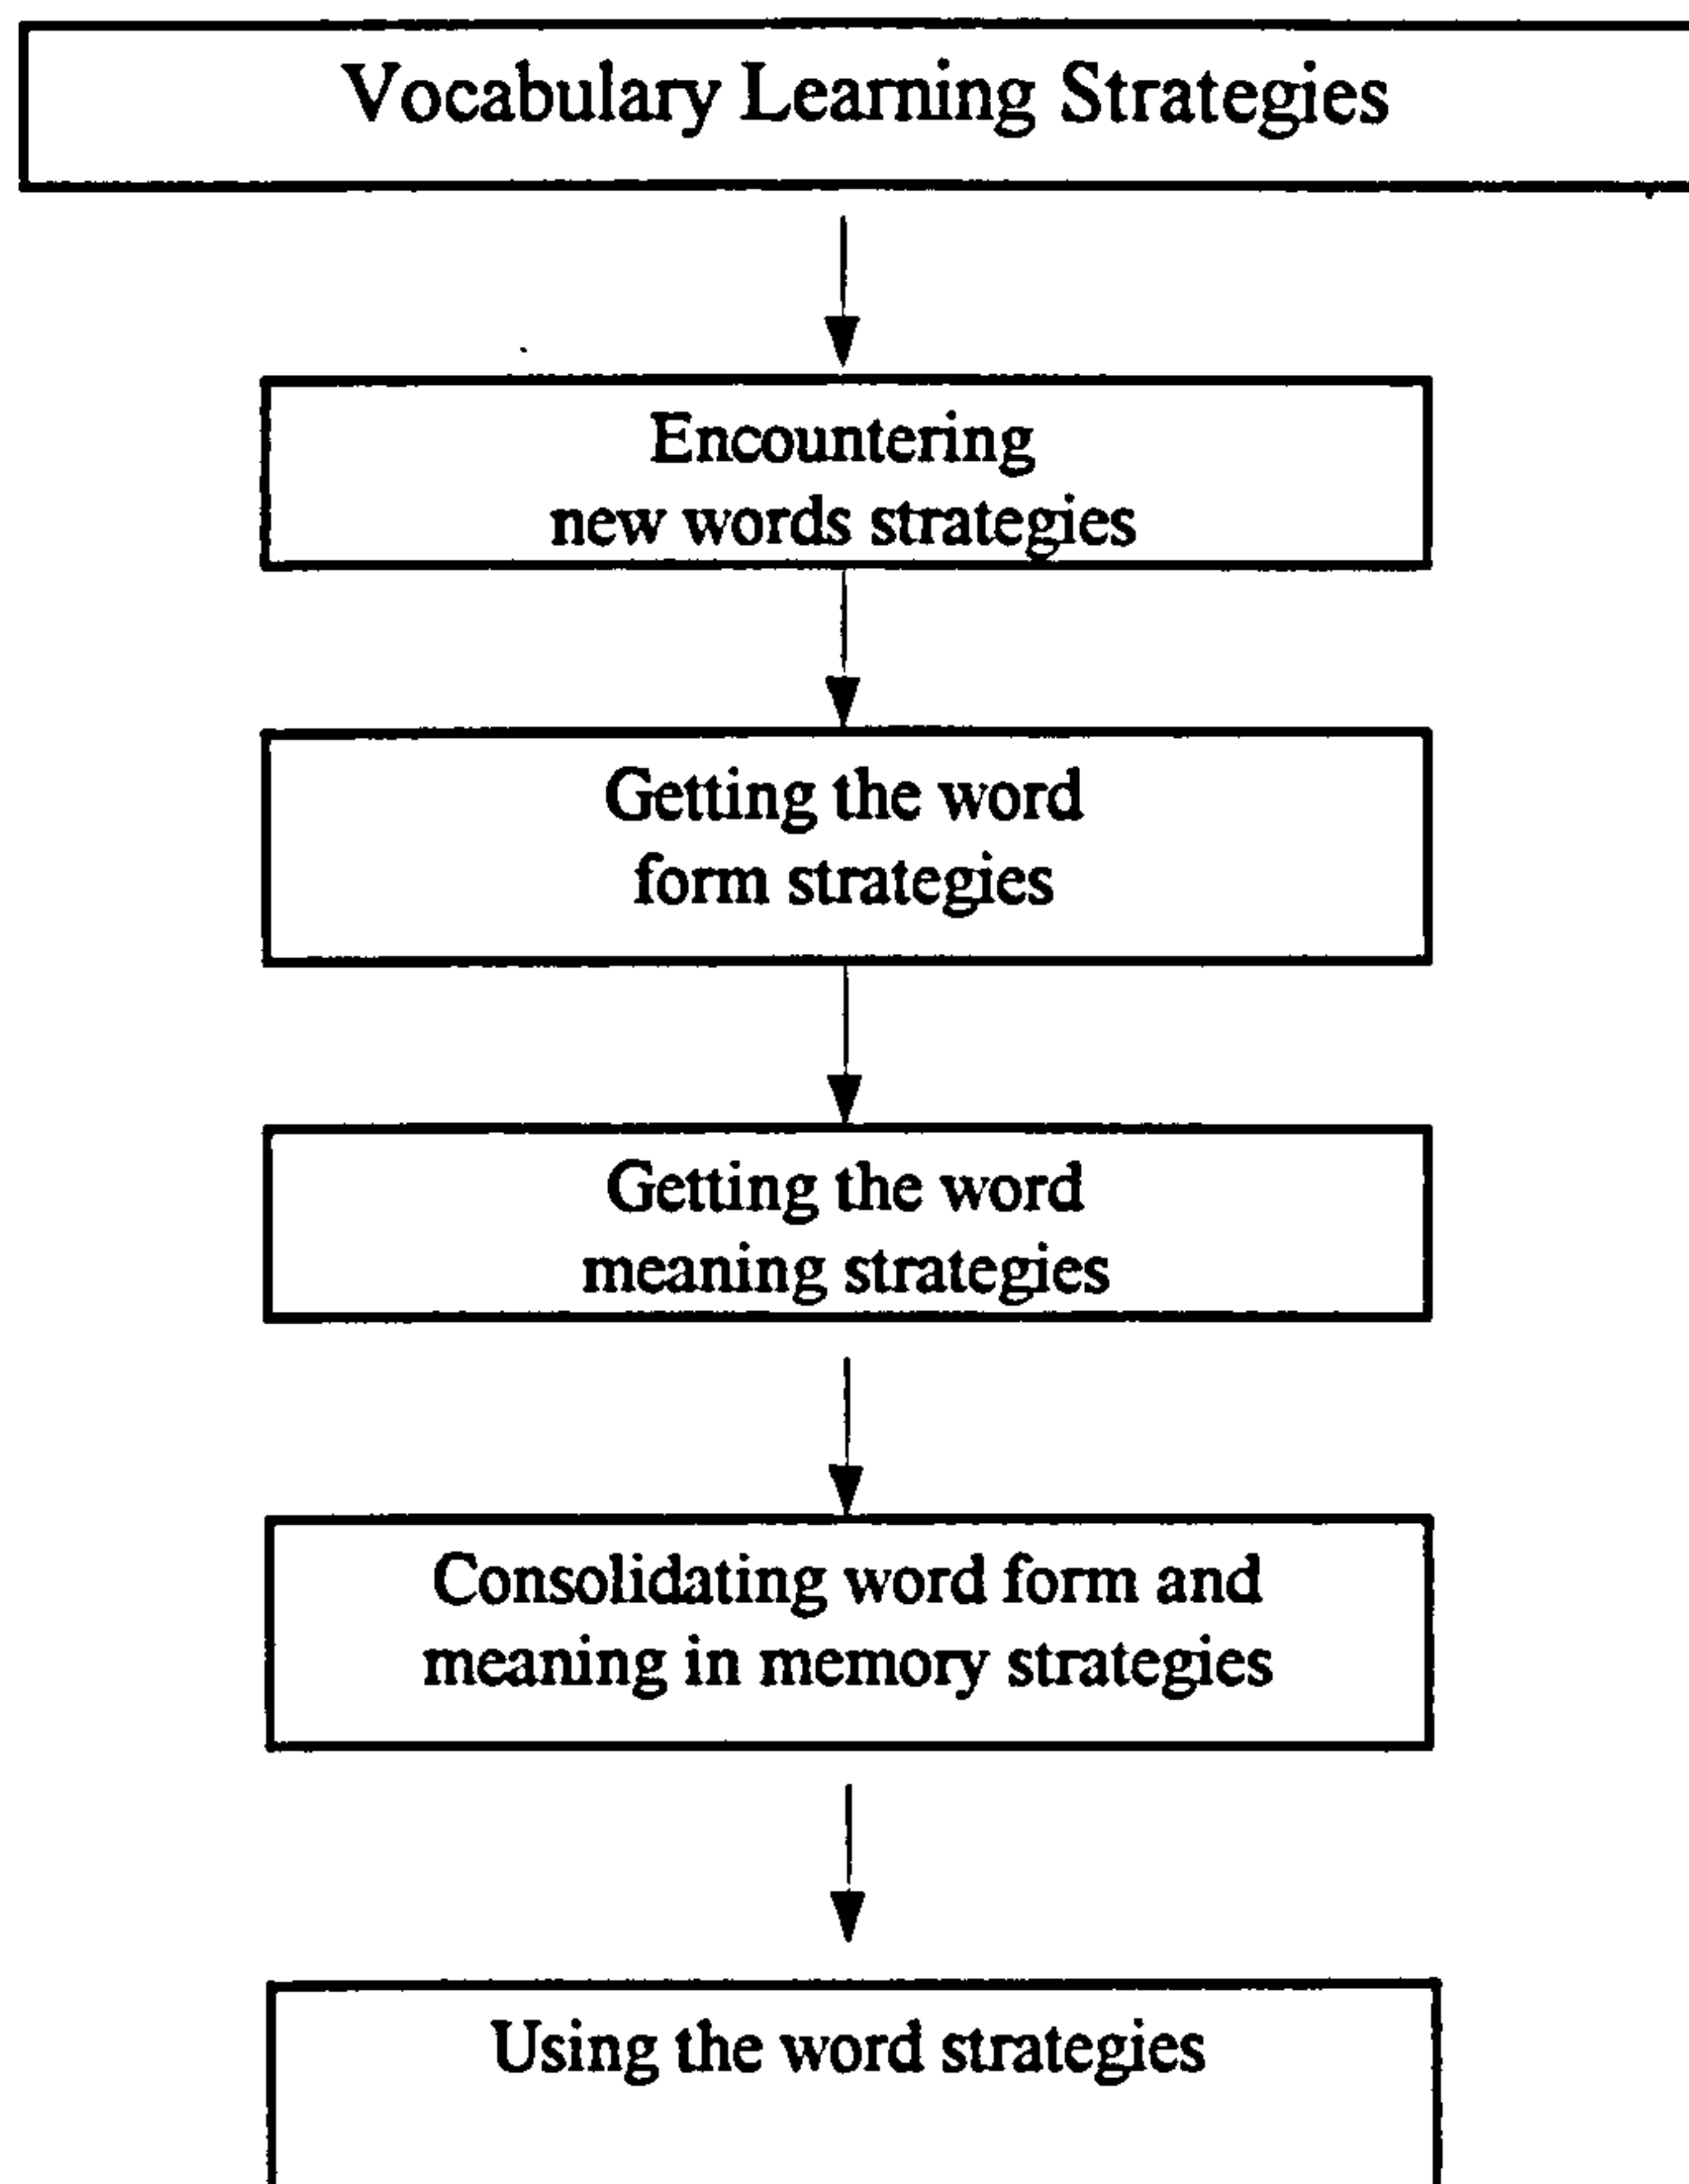 Vocabulary Learning Strategies
Encountering
new words strategies
Getting the word
form strategies
Getting the word
meaning strategies
Consolidating word form and
meaning in memory strategies
Using the word strategies